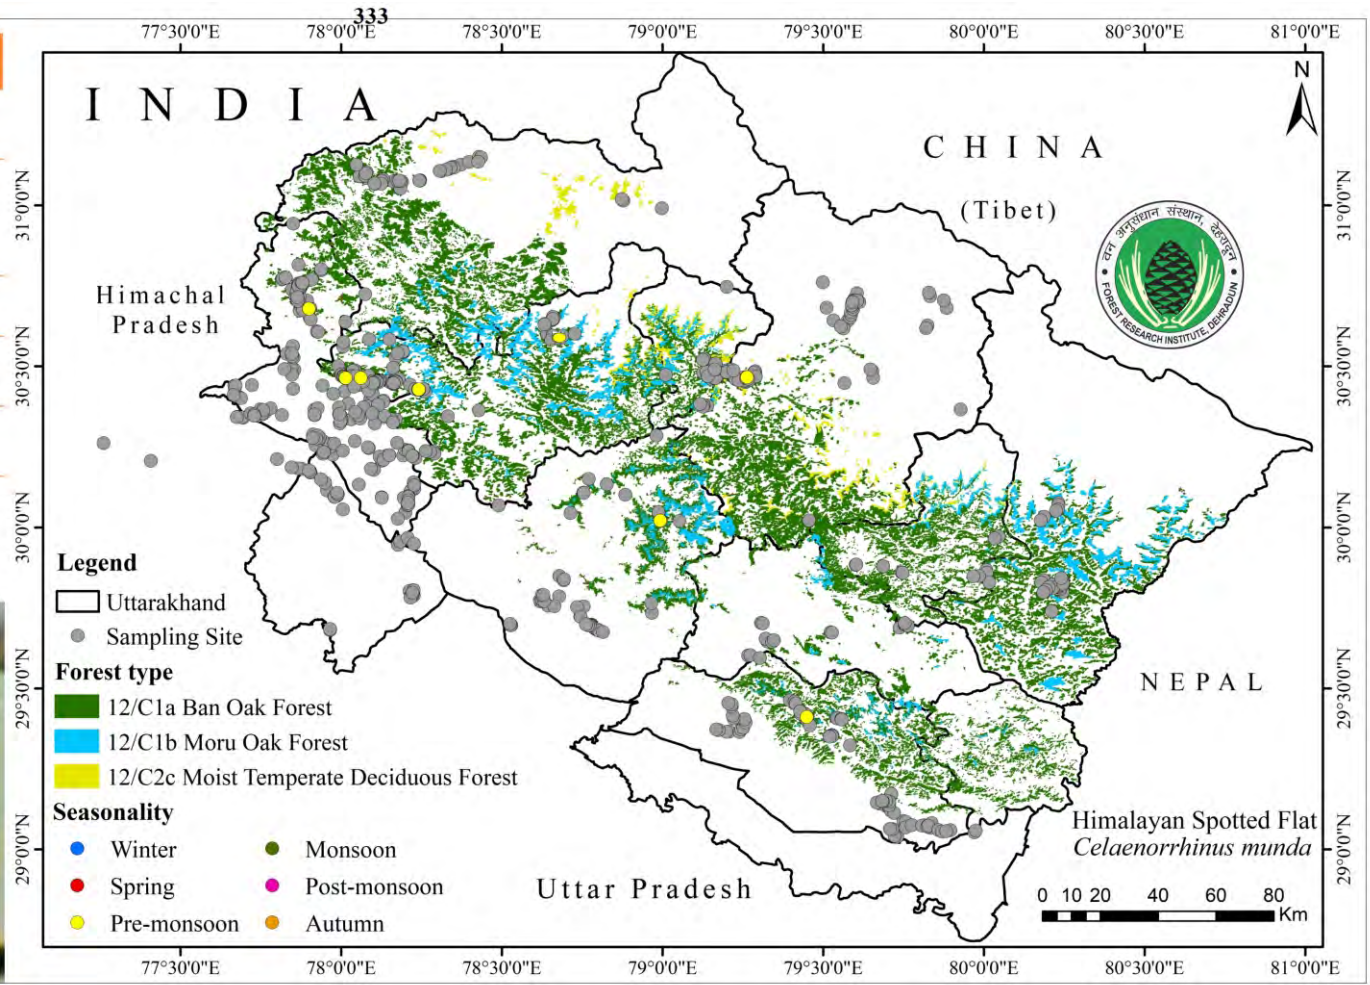 333
77°30'0"E 78°0'0"E 78°30'0"E 79°0'0"E 79°30'0"E 80°0'0"E 80°30'0"E 81°0'0"E
INDIA
N
CHINA
(Tibet)
वन अनुसंधान संस्थान, देहरादून
FOREST RESEARCH INSTITUTE, DEHRADUN
Himachal
Pradesh
31°0'0"N
30°30'0"N
30°0'0"N
29°30'0"N
29°0'0"N
31°0'0"N
30°30'0"N
30°0'0"N
29°30'0"N
29°0'0"N
NEPAL
Legend
Uttarakhand
Sampling Site
Forest type
12/C1a Ban Oak Forest
12/C1b Moru Oak Forest
12/C2c Moist Temperate Deciduous Forest
Seasonality
Winter
Spring
Pre-monsoon
Monsoon
Post-monsoon
Autumn
Uttar Pradesh
Himalayan Spotted Flat
Celaenorrhinus munda
0 10 20 40 60 80
Km
77°30'0"E 78°0'0"E 78°30'0"E 79°0'0"E 79°30'0"E 80°0'0"E 80°30'0"E 81°0'0"E